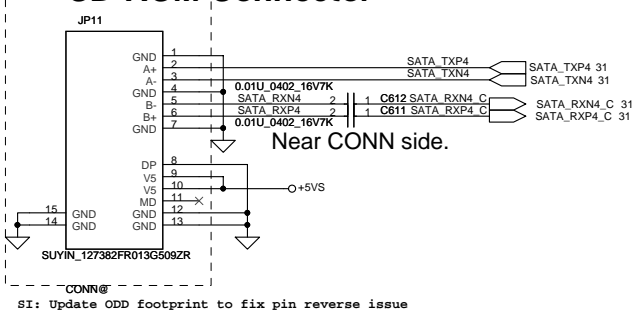 JP11
GND 1
A+ 2 SATA_TXP4 SATA_TXP4 31
A- 3 SATA_TXN4 SATA_TXN4 31
GND 4 0.01U_0402_16V7K
B- 5 SATA_RXN4 2 1 C612 SATA_RXN4_C SATA_RXN4_C 31
B+ 6 SATA_RXP4 2 1 C611 SATA_RXP4_C SATA_RXP4_C 31
GND 7 0.01U_0402_16V7K
Near CONN side.
DP 8
V5 9
V5 10 +5VS
MD 11
15 GND GND 12
14 GND GND 13
SUYIN_127382FR013G509ZR
CONN@
SI: Update ODD footprint to fix pin reverse issue